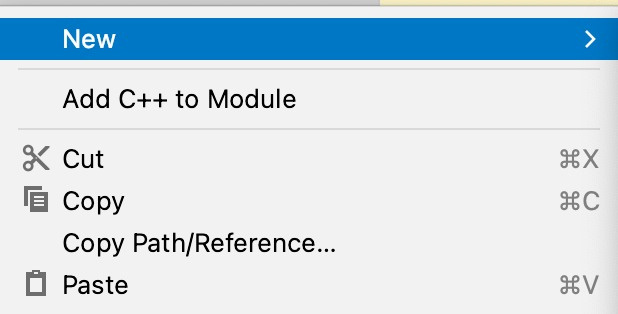 New
Add C++ to Module
Cut ⌘X
Copy ⌘C
Copy Path/Reference...
Paste ⌘V